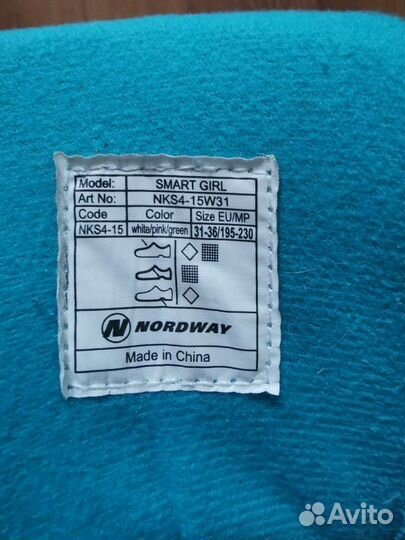 Model: SMART GIRL
Art No: NKS4-15W31
Code Color Size EU/MP
NKS4-15 white/pink/green 31-36/195-230
N NORDWAY
Made in China
Avito